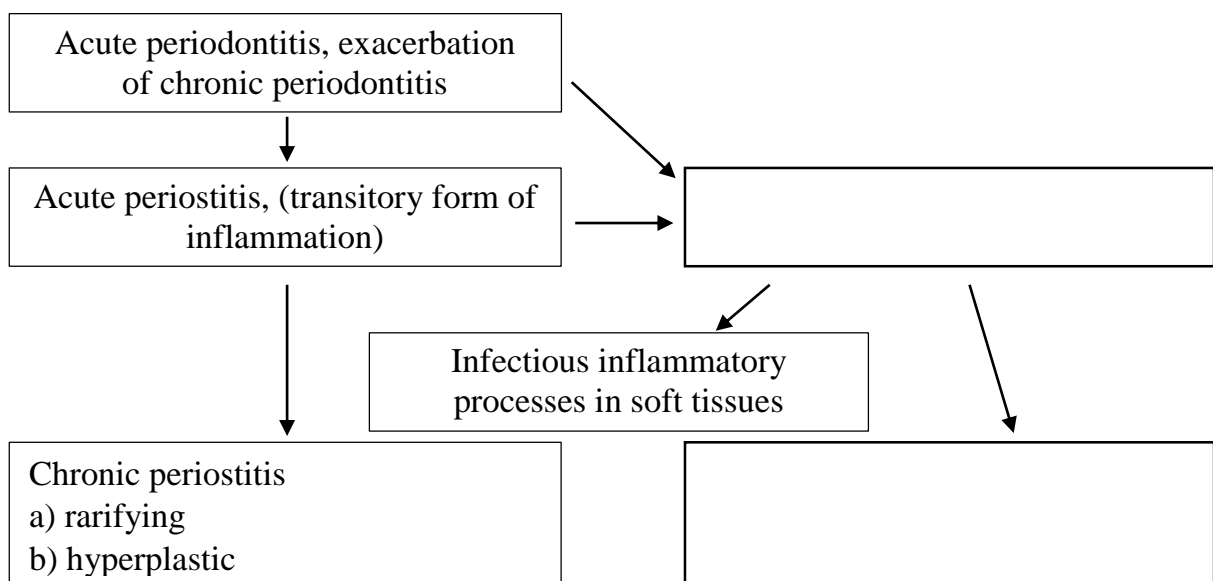 Acute periodontitis, exacerbation
of chronic periodontitis
Acute periostitis, (transitory form of
inflammation)
Infectious inflammatory
processes in soft tissues
Chronic periostitis
a) rarifying
b) hyperplastic